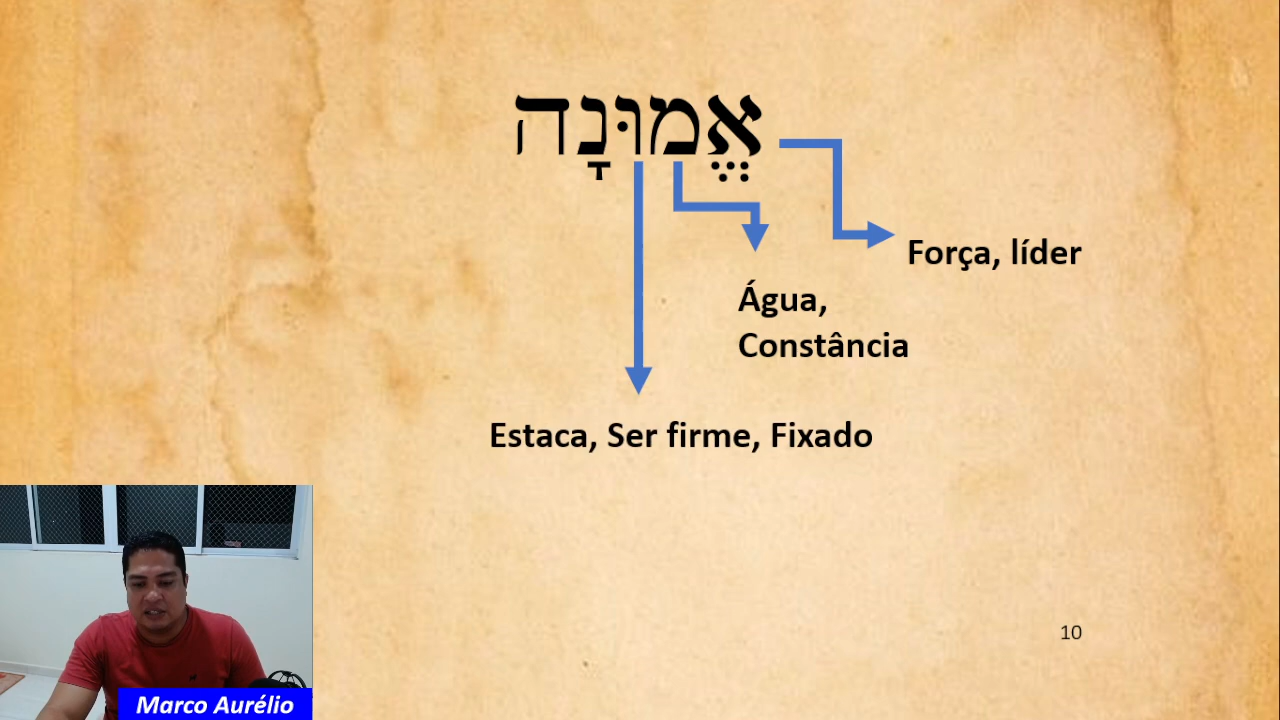 אֱמוּנָה
Força, líder
Água,
Constância
Estaca, Ser firme, Fixado
10
Marco Aurélio